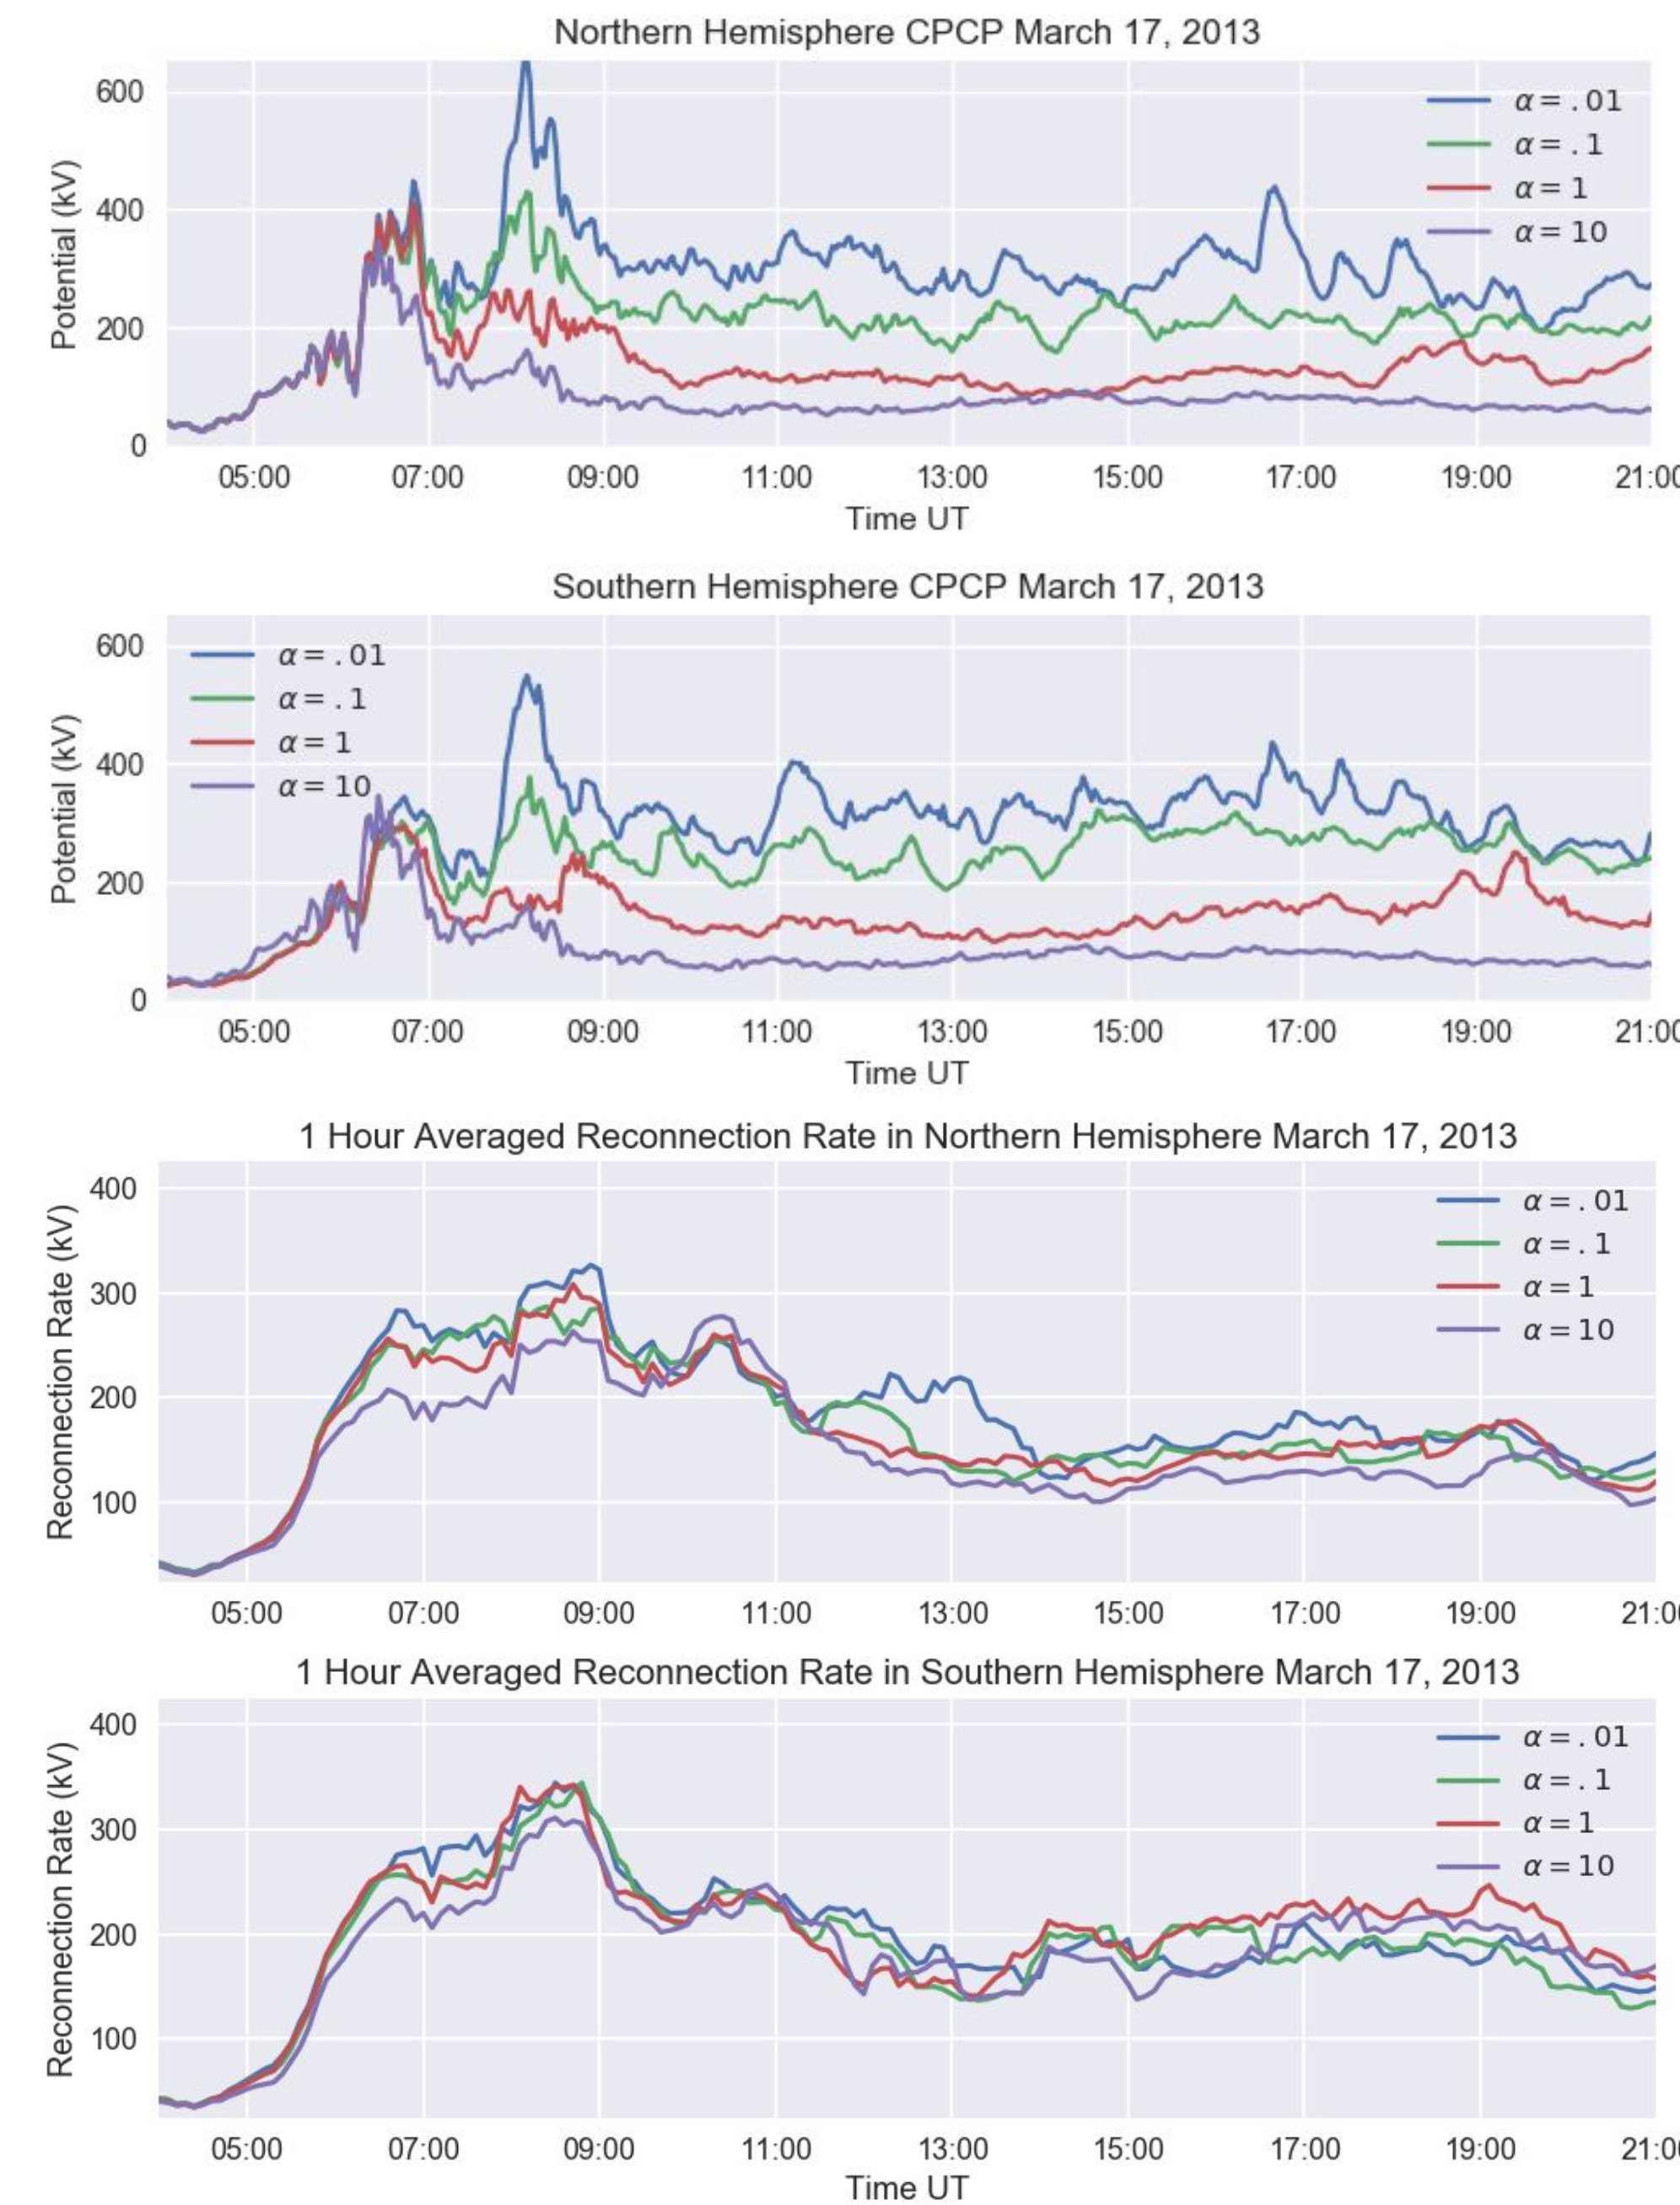 Northern Hemisphere CPCP March 17, 2013
Potential (kV)
600
400
200
0
α = .01
α = .1
α = 1
α = 10
05:00 07:00 09:00 11:00 13:00 15:00 17:00 19:00 21:00
Time UT
Southern Hemisphere CPCP March 17, 2013
Potential (kV)
600
400
200
0
α = .01
α = .1
α = 1
α = 10
05:00 07:00 09:00 11:00 13:00 15:00 17:00 19:00 21:00
Time UT
1 Hour Averaged Reconnection Rate in Northern Hemisphere March 17, 2013
Reconnection Rate (kV)
400
300
200
100
α = .01
α = .1
α = 1
α = 10
05:00 07:00 09:00 11:00 13:00 15:00 17:00 19:00 21:00
1 Hour Averaged Reconnection Rate in Southern Hemisphere March 17, 2013
Reconnection Rate (kV)
400
300
200
100
α = .01
α = .1
α = 1
α = 10
05:00 07:00 09:00 11:00 13:00 15:00 17:00 19:00 21:00
Time UT